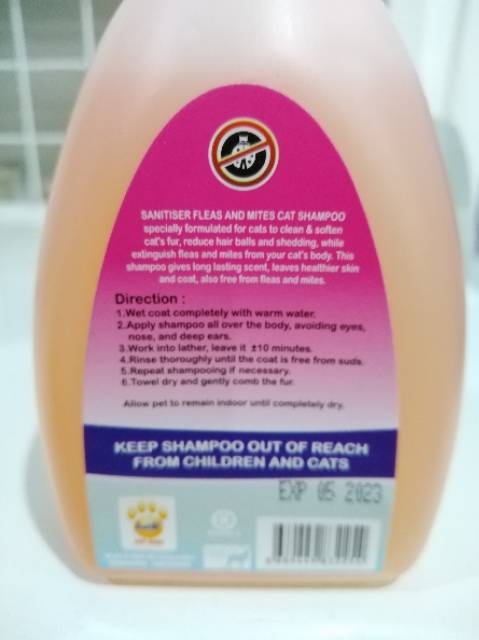 SANITISER FLEAS AND MITES CAT SHAMPOO
specially formulated for cats to clean & soften
cat's fur, reduce hair balls and shedding, while
extinguish fleas and mites from your cat's body. This
shampoo gives long lasting scent, leaves healthier skin
and coat, also free from fleas and mites.
Direction :
1.Wet coat completely with warm water.
2.Apply shampoo all over the body, avoiding eyes,
nose, and deep ears.
3.Work into lather, leave it ±10 minutes.
4.Rinse thoroughly until the coat is free from suds.
5.Repeat shampooing if necessary.
6.Towel dry and gently comb the fur.
Allow pet to remain indoor until completely dry.
KEEP SHAMPOO OUT OF REACH
FROM CHILDREN AND CATS
EXP 05 2023